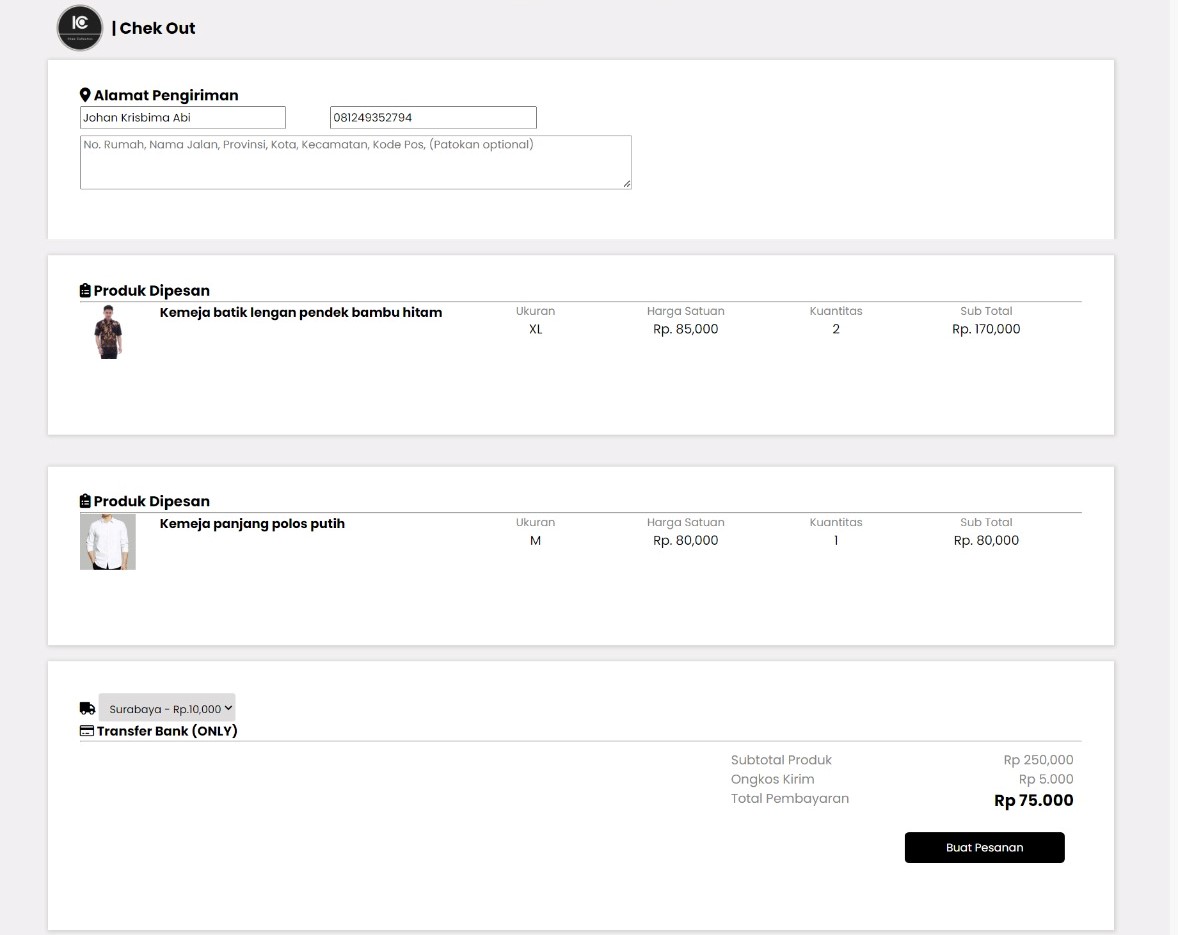 IC
| Chek Out
Alamat Pengiriman
Johan Krisbima Abi 081249352794
No. Rumah, Nama Jalan, Provinsi, Kota, Kecamatan, Kode Pos, (Patokan optional)
Produk Dipesan
Kemeja batik lengan pendek bambu hitam Ukuran Harga Satuan Kuantitas Sub Total
XL Rp. 85,000 2 Rp. 170,000
Produk Dipesan
Kemeja panjang polos putih Ukuran Harga Satuan Kuantitas Sub Total
M Rp. 80,000 1 Rp. 80,000
Surabaya - Rp.10,000
Transfer Bank (ONLY)
Subtotal Produk Rp 250,000
Ongkos Kirim Rp 5.000
Total Pembayaran Rp 75.000
Buat Pesanan